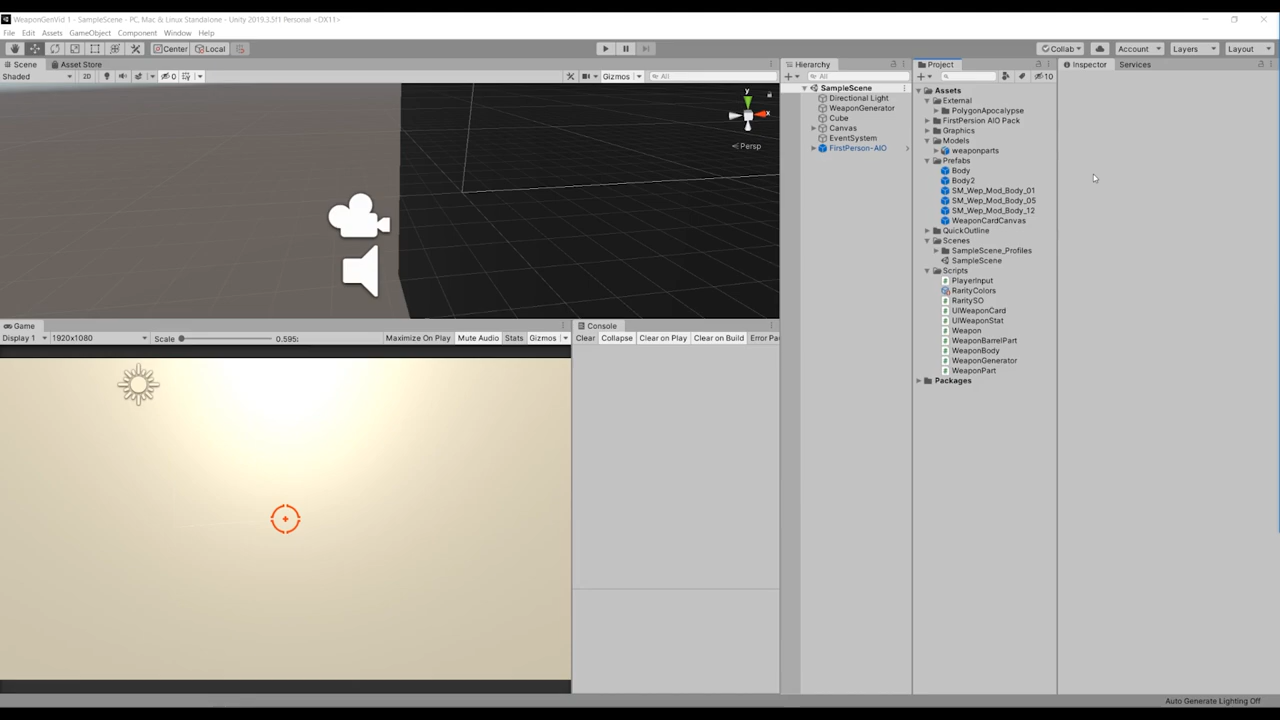 WeaponGenVid 1 - SampleScene - PC, Mac & Linux Standalone - Unity 2019.3.5f1 Personal <DX11>
File Edit Assets GameObject Component Window Help
Center Local Collab Account Layers Layout
Scene Asset Store
Shaded 2D 0 Gizmos All
y
x
Persp
Game
Display 1 1920x1080 Scale 0.595: Maximize On Play Mute Audio Stats Gizmos
Console
Clear Collapse Clear on Play Clear on Build Error Pa
Hierarchy
All
SampleScene
Directional Light
WeaponGenerator
Cube
Canvas
EventSystem
FirstPerson-AIO
Project
10
Assets
External
PolygonApocalypse
FirstPersion AIO Pack
Graphics
Models
weaponparts
Prefabs
Body
Body2
SM_Wep_Mod_Body_01
SM_Wep_Mod_Body_05
SM_Wep_Mod_Body_12
WeaponCardCanvas
QuickOutline
Scenes
SampleScene_Profiles
SampleScene
Scripts
PlayerInput
RarityColors
RaritySO
UIWeaponCard
UIWeaponStat
Weapon
WeaponBarrelPart
WeaponBody
WeaponGenerator
WeaponPart
Packages
Inspector Services
Auto Generate Lighting Off